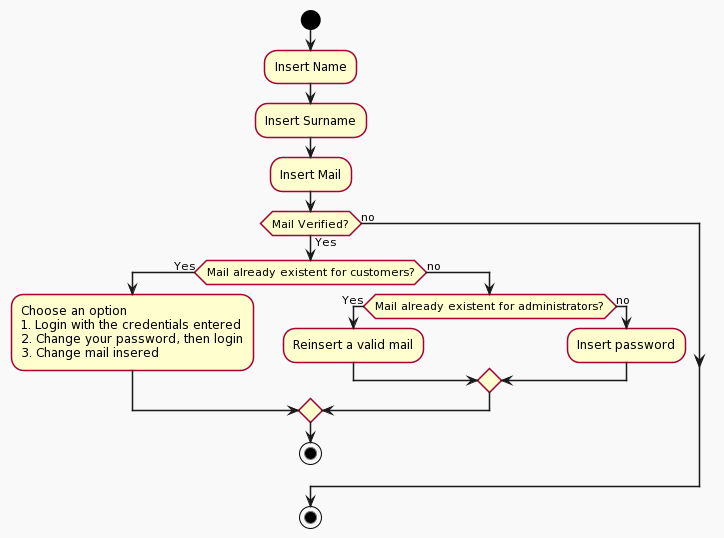 Insert Name
Insert Surname
Insert Mail
Mail Verified?
no
Yes
Yes
Mail already existent for customers?
no
Choose an option
1. Login with the credentials entered
2. Change your password, then login
3. Change mail insered
Yes
Mail already existent for administrators?
no
Reinsert a valid mail
Insert password